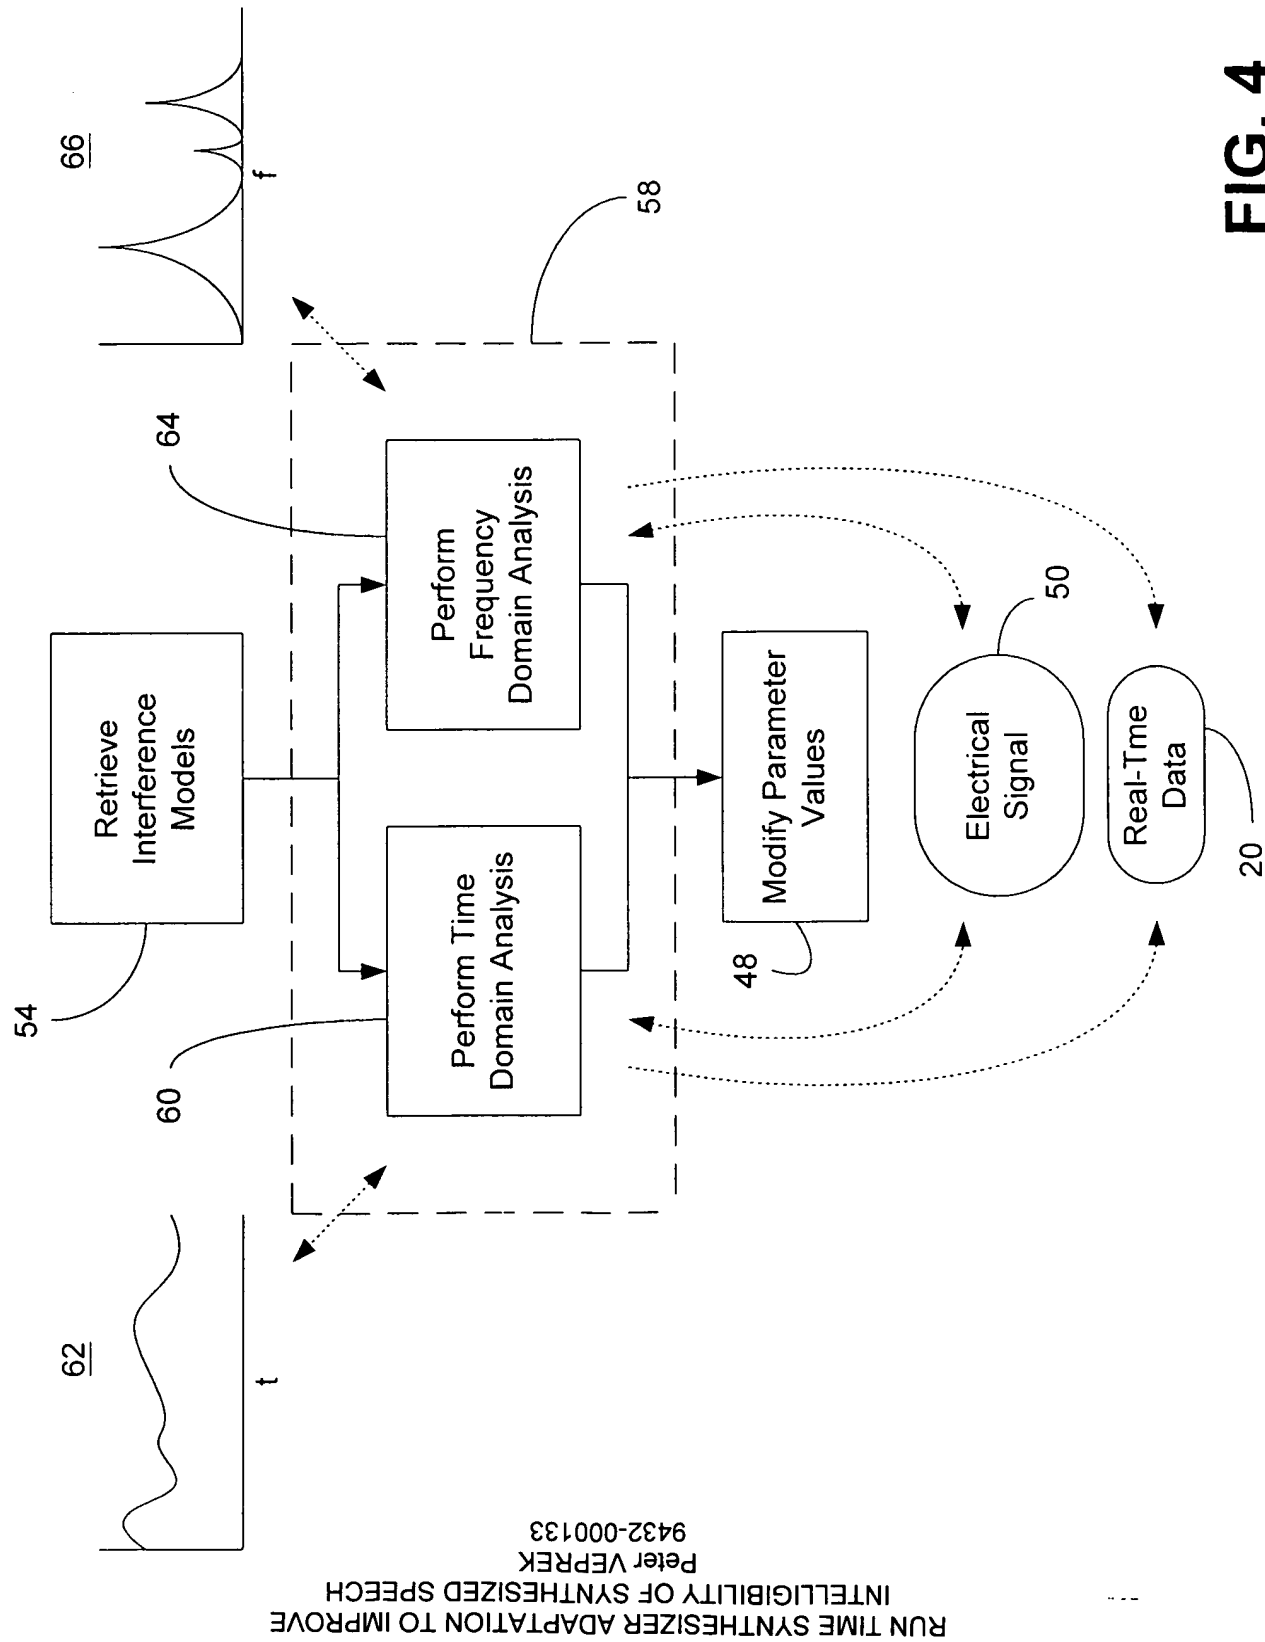 RUN TIME SYNTHESIZER ADAPTATION TO IMPROVE
INTELLIGIBILITY OF SYNTHESIZED SPEECH
Peter VEPREK
9432-000133
54
Retrieve
Interference
Models
62
t
66
f
60
64
Perform Time
Domain Analysis
Perform
Frequency
Domain Analysis
58
48
Modify Parameter
Values
Electrical
Signal
50
Real-Tme
Data
20
FIG. 4